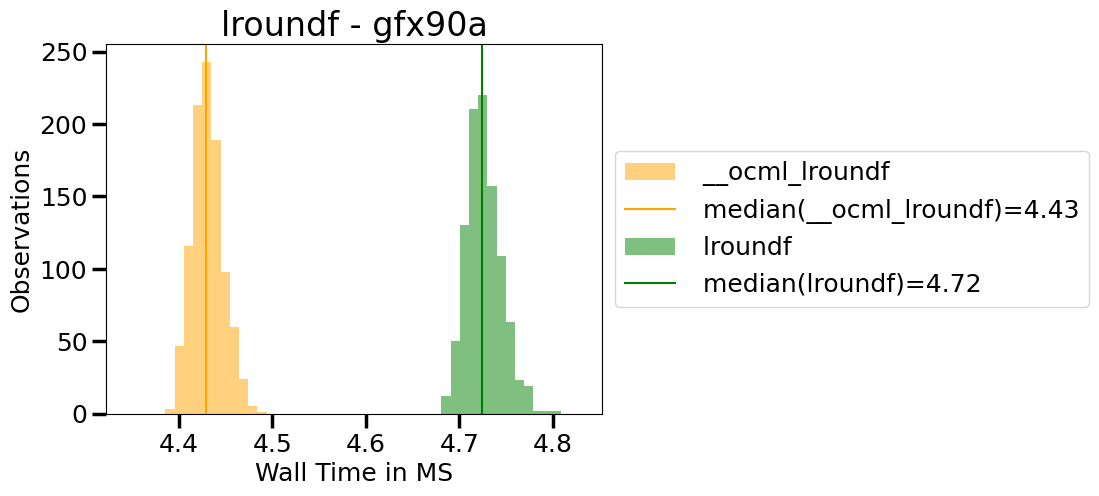 lroundf - gfx90a
Observations
250
200
150
100
50
0
4.4 4.5 4.6 4.7 4.8
Wall Time in MS
__ocml_lroundf
median(__ocml_lroundf)=4.43
lroundf
median(lroundf)=4.72